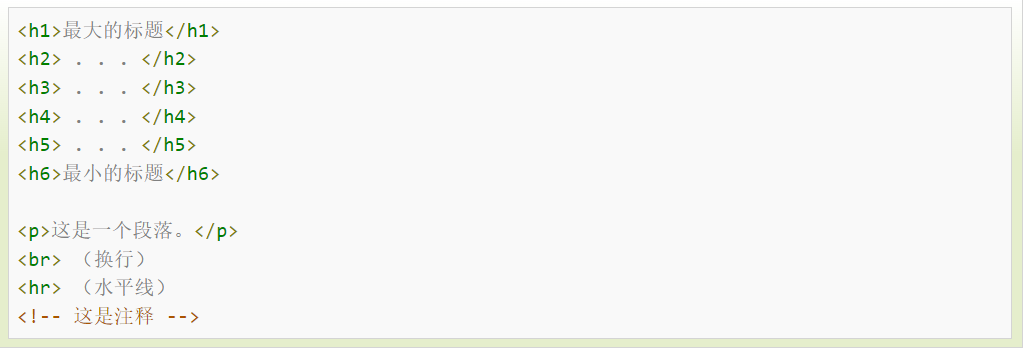 <h1>最大的标题</h1>
<h2> . . . </h2>
<h3> . . . </h3>
<h4> . . . </h4>
<h5> . . . </h5>
<h6>最小的标题</h6>
<p>这是一个段落。</p>
<br> （换行）
<hr> （水平线）
<!-- 这是注释 -->